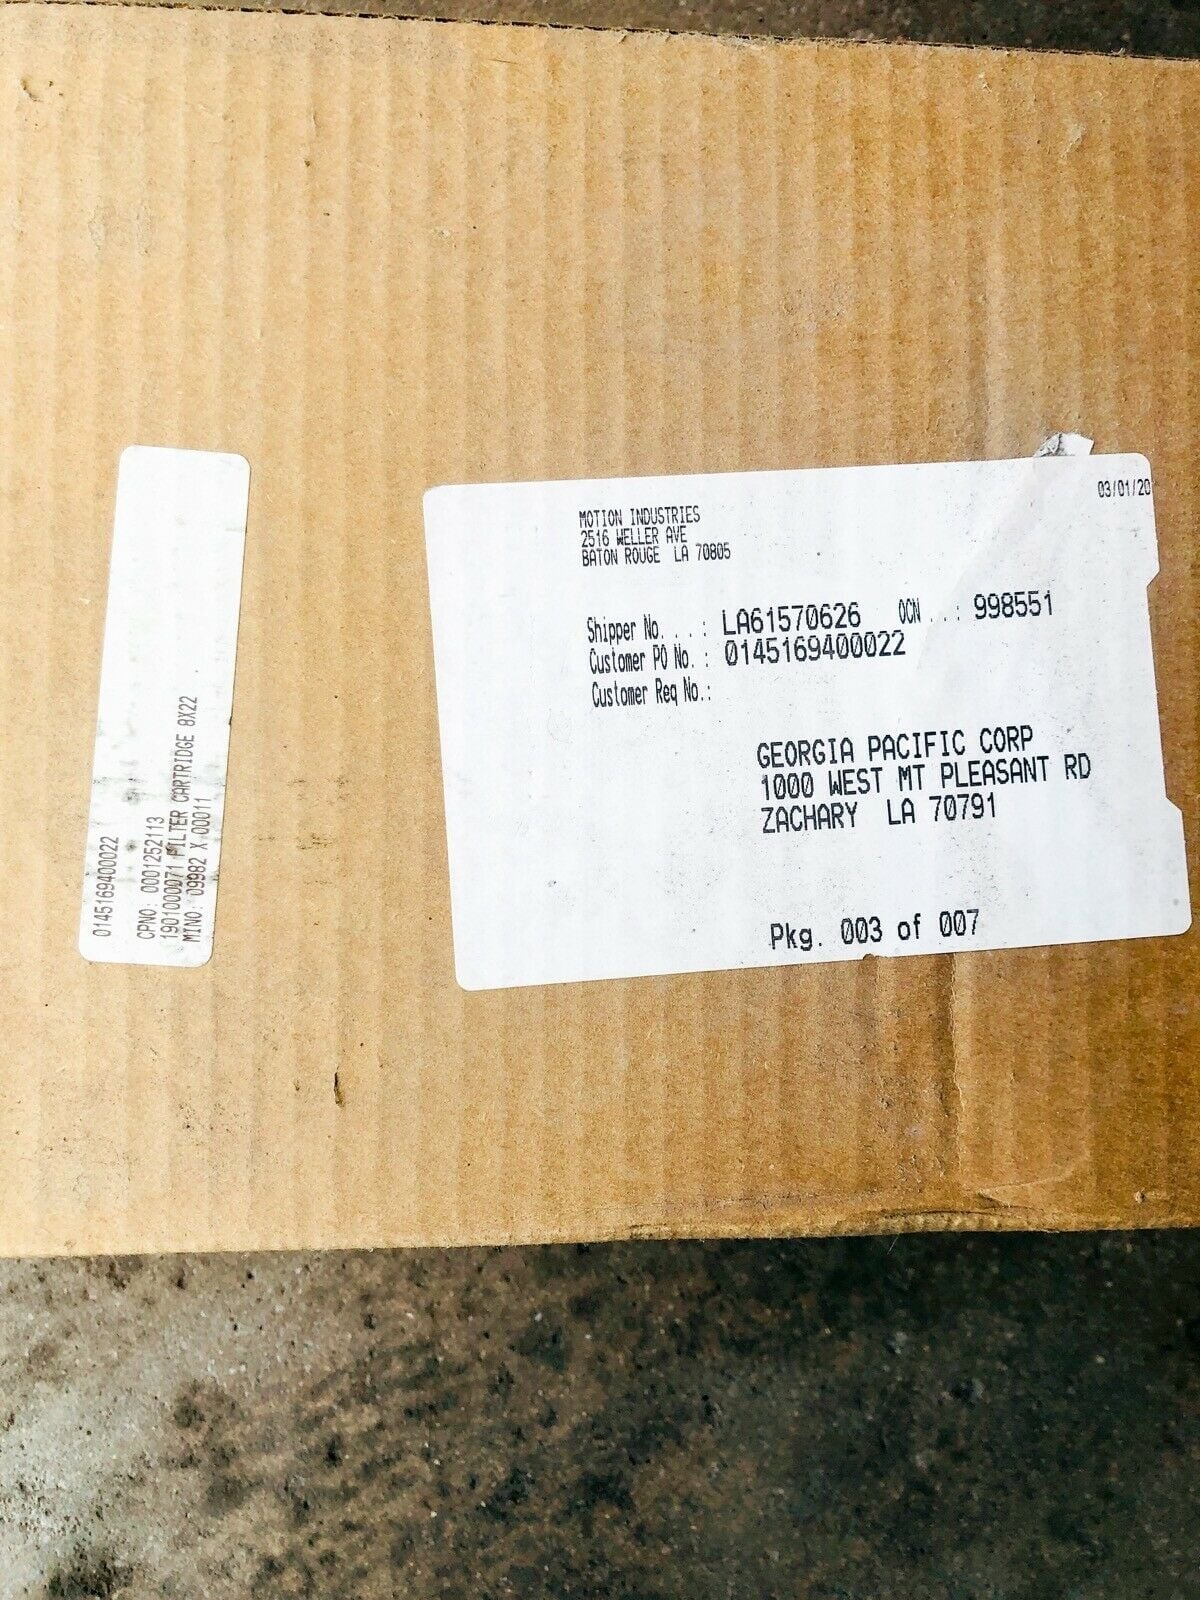 0145169400022
CPNO: 0001252113
1901000071 FILTER CARTRIDGE 8X22
MINO: 09982 X 00011
03/01/20
MOTION INDUSTRIES
2516 WELLER AVE
BATON ROUGE LA 70805
Shipper No. . . .: LA61570626 OCN . . .: 998551
Customer PO No. : 0145169400022
Customer Req No.:
GEORGIA PACIFIC CORP
1000 WEST MT PLEASANT RD
ZACHARY LA 70791
Pkg. 003 of 007